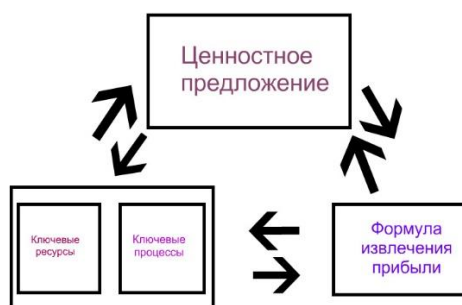 Ценностное
предложение
Ключевые
ресурсы
Ключевые
процессы
Формула
извлечения
прибыли